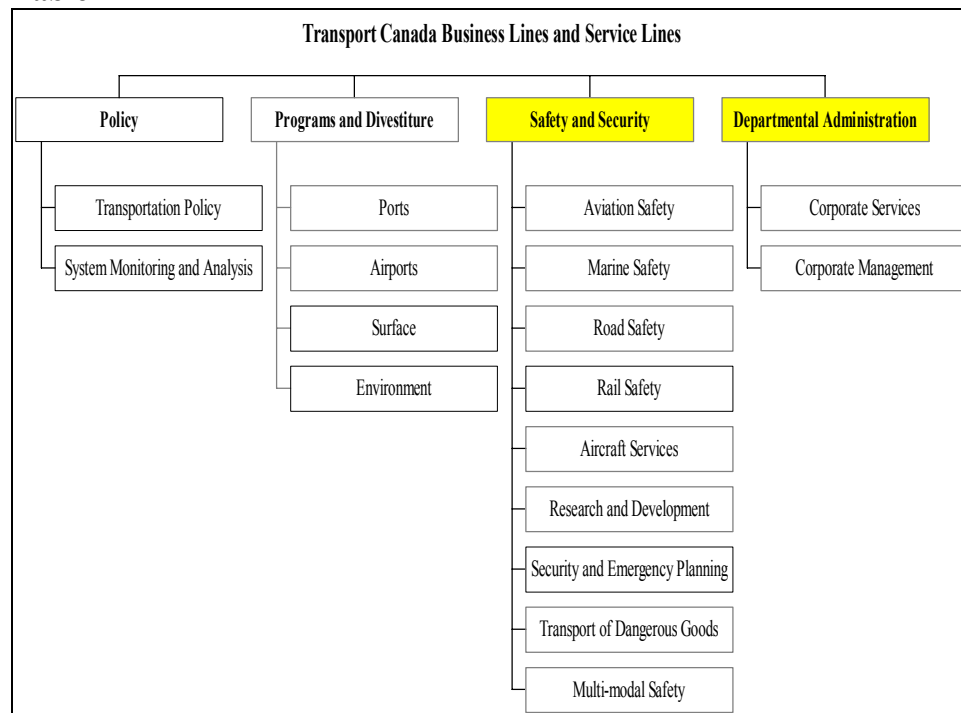 Transport Canada Business Lines and Service Lines
Policy
Programs and Divestiture
Safety and Security
Departmental Administration
Transportation Policy
System Monitoring and Analysis
Ports
Airports
Surface
Environment
Aviation Safety
Marine Safety
Road Safety
Rail Safety
Aircraft Services
Research and Development
Security and Emergency Planning
Transport of Dangerous Goods
Multi-modal Safety
Corporate Services
Corporate Management